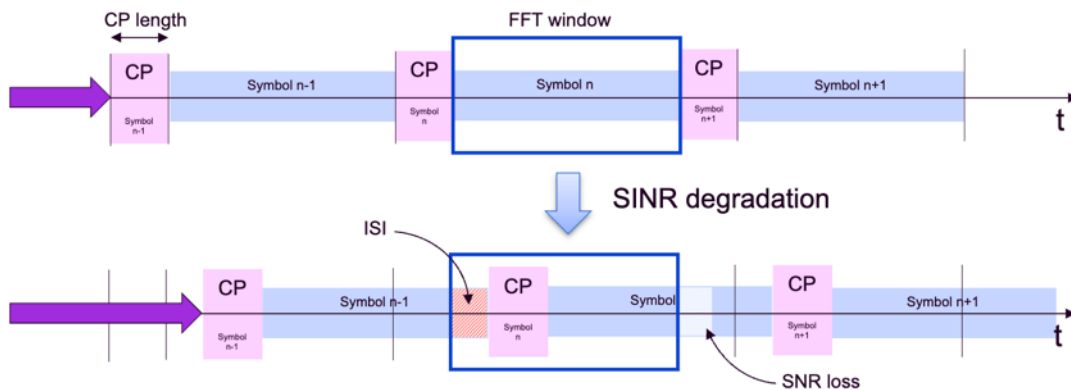 CP length
FFT window
CP
CP
CP
Symbol n-1
Symbol n
Symbol n+1
Symbol
n-1
Symbol
n
Symbol
n+1
t
SINR degradation
ISI
CP
CP
CP
Symbol n-1
Symbol
Symbol n+1
Symbol
n-1
Symbol
n
Symbol
n+1
t
SNR loss